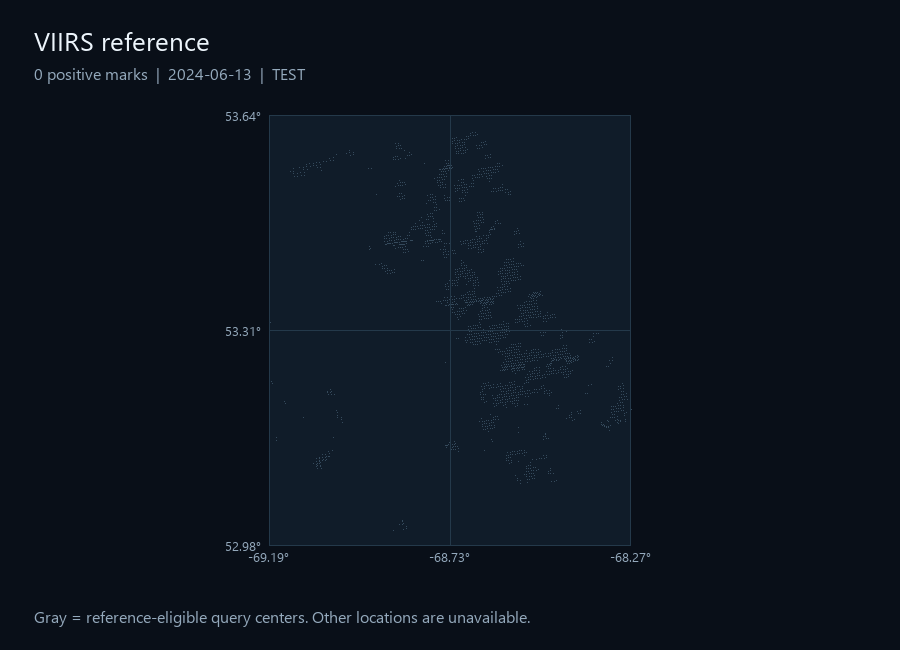 VIIRS reference
0 positive marks | 2024-06-13 | TEST
53.64°
53.31°
52.98°
-69.19° -68.73° -68.27°
Gray = reference-eligible query centers. Other locations are unavailable.